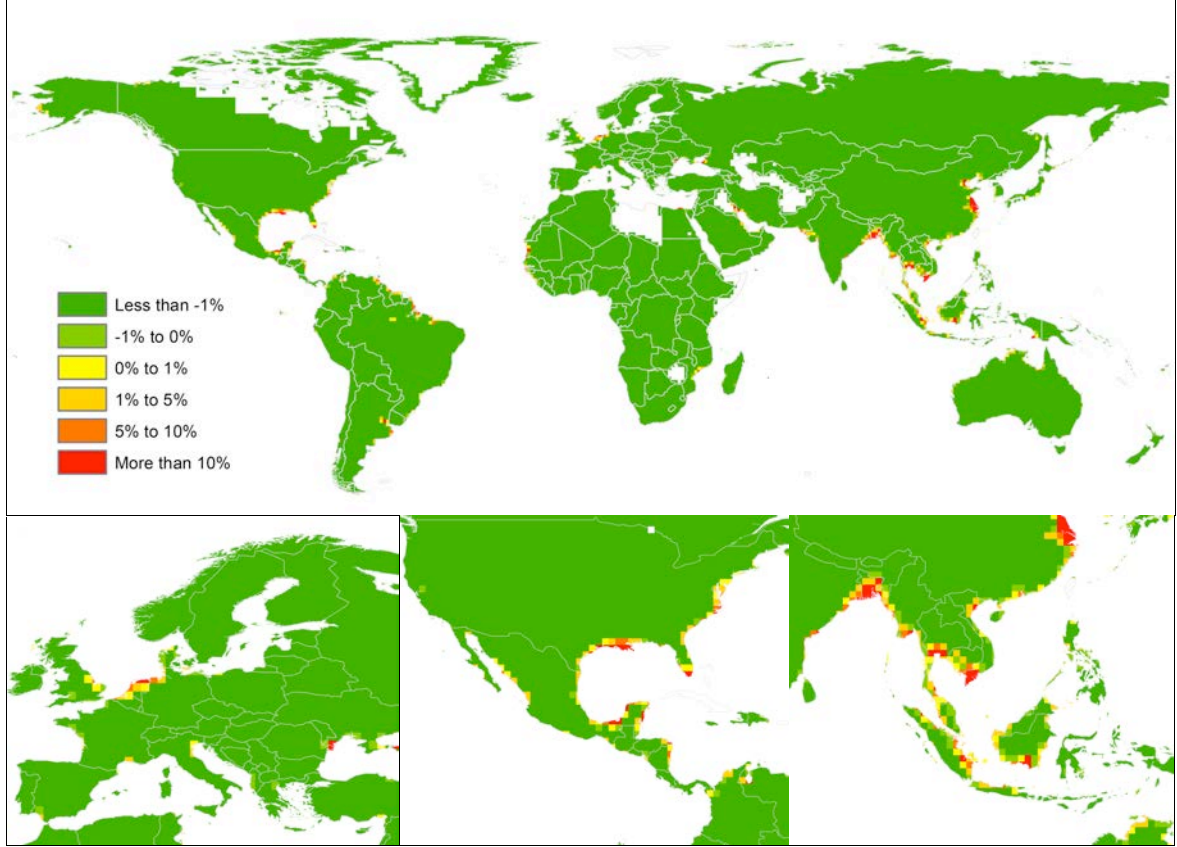 Less than -1%
-1% to 0%
0% to 1%
1% to 5%
5% to 10%
More than 10%